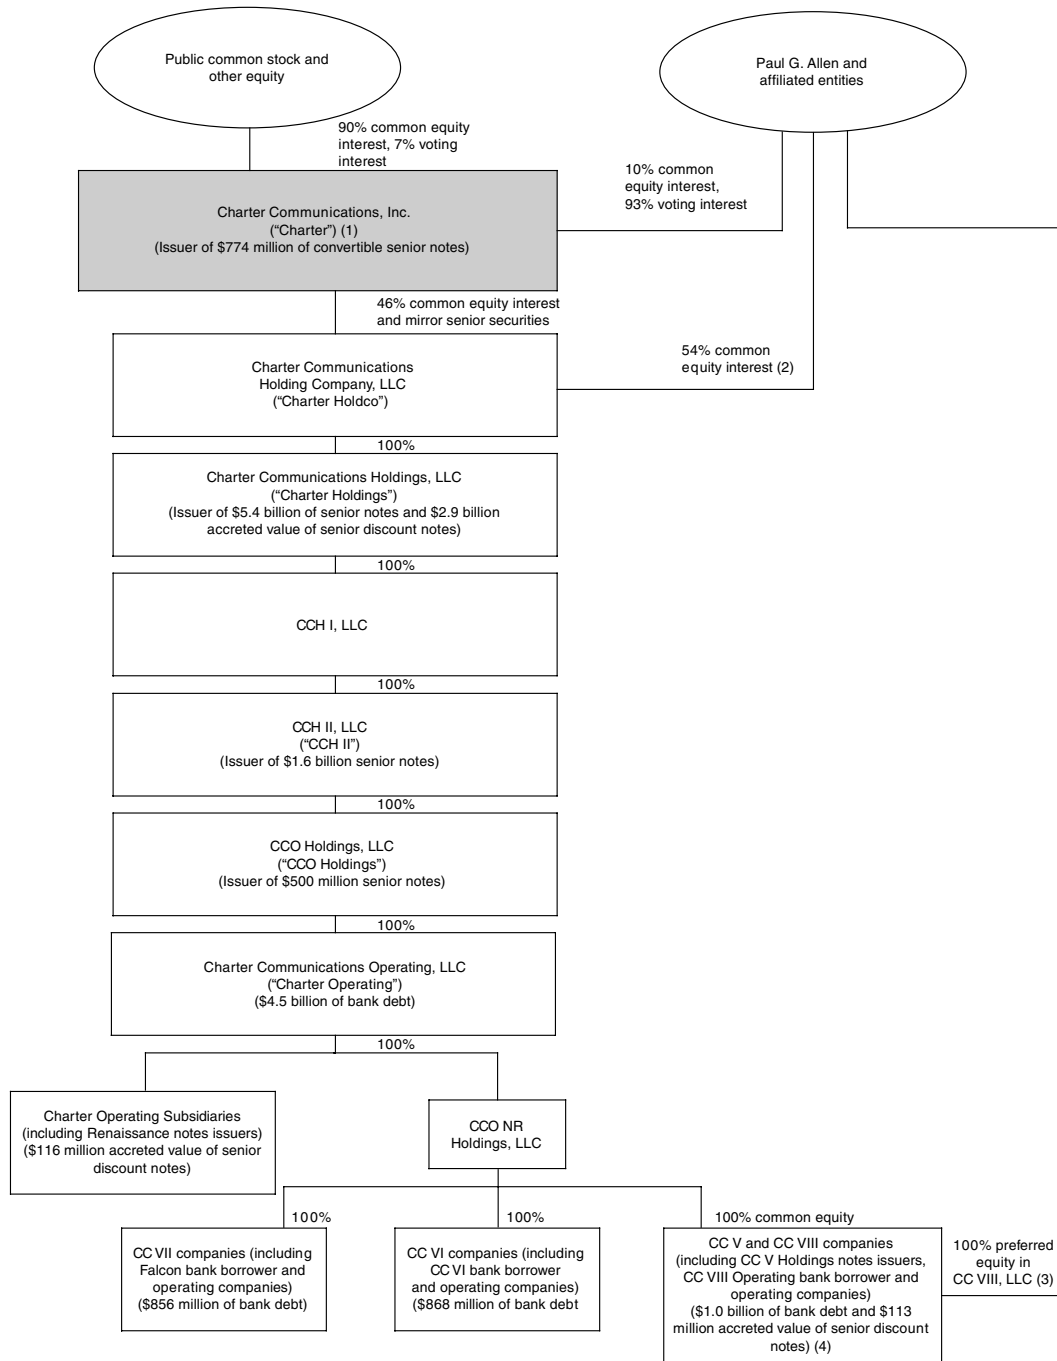 Public common stock and
other equity
Paul G. Allen and
affiliated entities
90% common equity
interest, 7% voting
interest
10% common
equity interest,
93% voting interest
Charter Communications, Inc.
(“Charter”) (1)
(Issuer of $774 million of convertible senior notes)
46% common equity interest
and mirror senior securities
54% common
equity interest (2)
Charter Communications
Holding Company, LLC
(“Charter Holdco”)
100%
Charter Communications Holdings, LLC
(“Charter Holdings”)
(Issuer of $5.4 billion of senior notes and $2.9 billion
accreted value of senior discount notes)
100%
CCH I, LLC
100%
CCH II, LLC
(“CCH II”)
(Issuer of $1.6 billion senior notes)
100%
CCO Holdings, LLC
(“CCO Holdings”)
(Issuer of $500 million senior notes)
100%
Charter Communications Operating, LLC
(“Charter Operating”)
($4.5 billion of bank debt)
100%
Charter Operating Subsidiaries
(including Renaissance notes issuers)
($116 million accreted value of senior
discount notes)
CCO NR
Holdings, LLC
100%
100%
100% common equity
CC VII companies (including
Falcon bank borrower and
operating companies)
($856 million of bank debt)
CC VI companies (including
CC VI bank borrower
and operating companies)
($868 million of bank debt
CC V and CC VIII companies
(including CC V Holdings notes issuers,
CC VIII Operating bank borrower and
operating companies)
($1.0 billion of bank debt and $113
million accreted value of senior discount
notes) (4)
100% preferred
equity in
CC VIII, LLC (3)